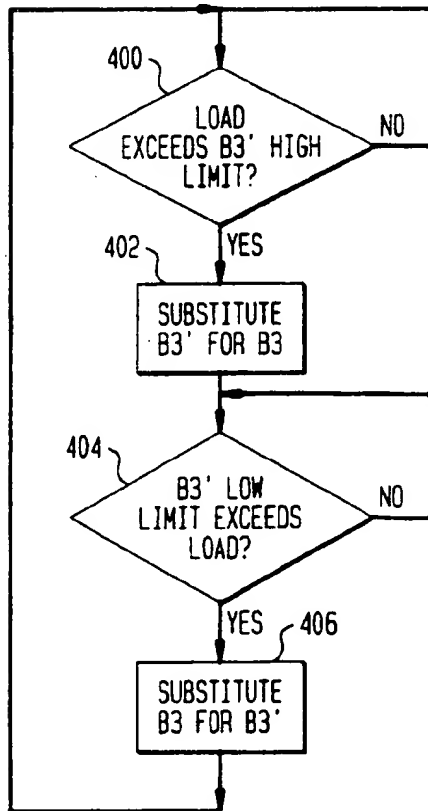 400
LOAD
EXCEEDS B3' HIGH
LIMIT?
NO
YES
402
SUBSTITUTE
B3' FOR B3
404
B3' LOW
LIMIT EXCEEDS
LOAD?
NO
YES
406
SUBSTITUTE
B3 FOR B3'